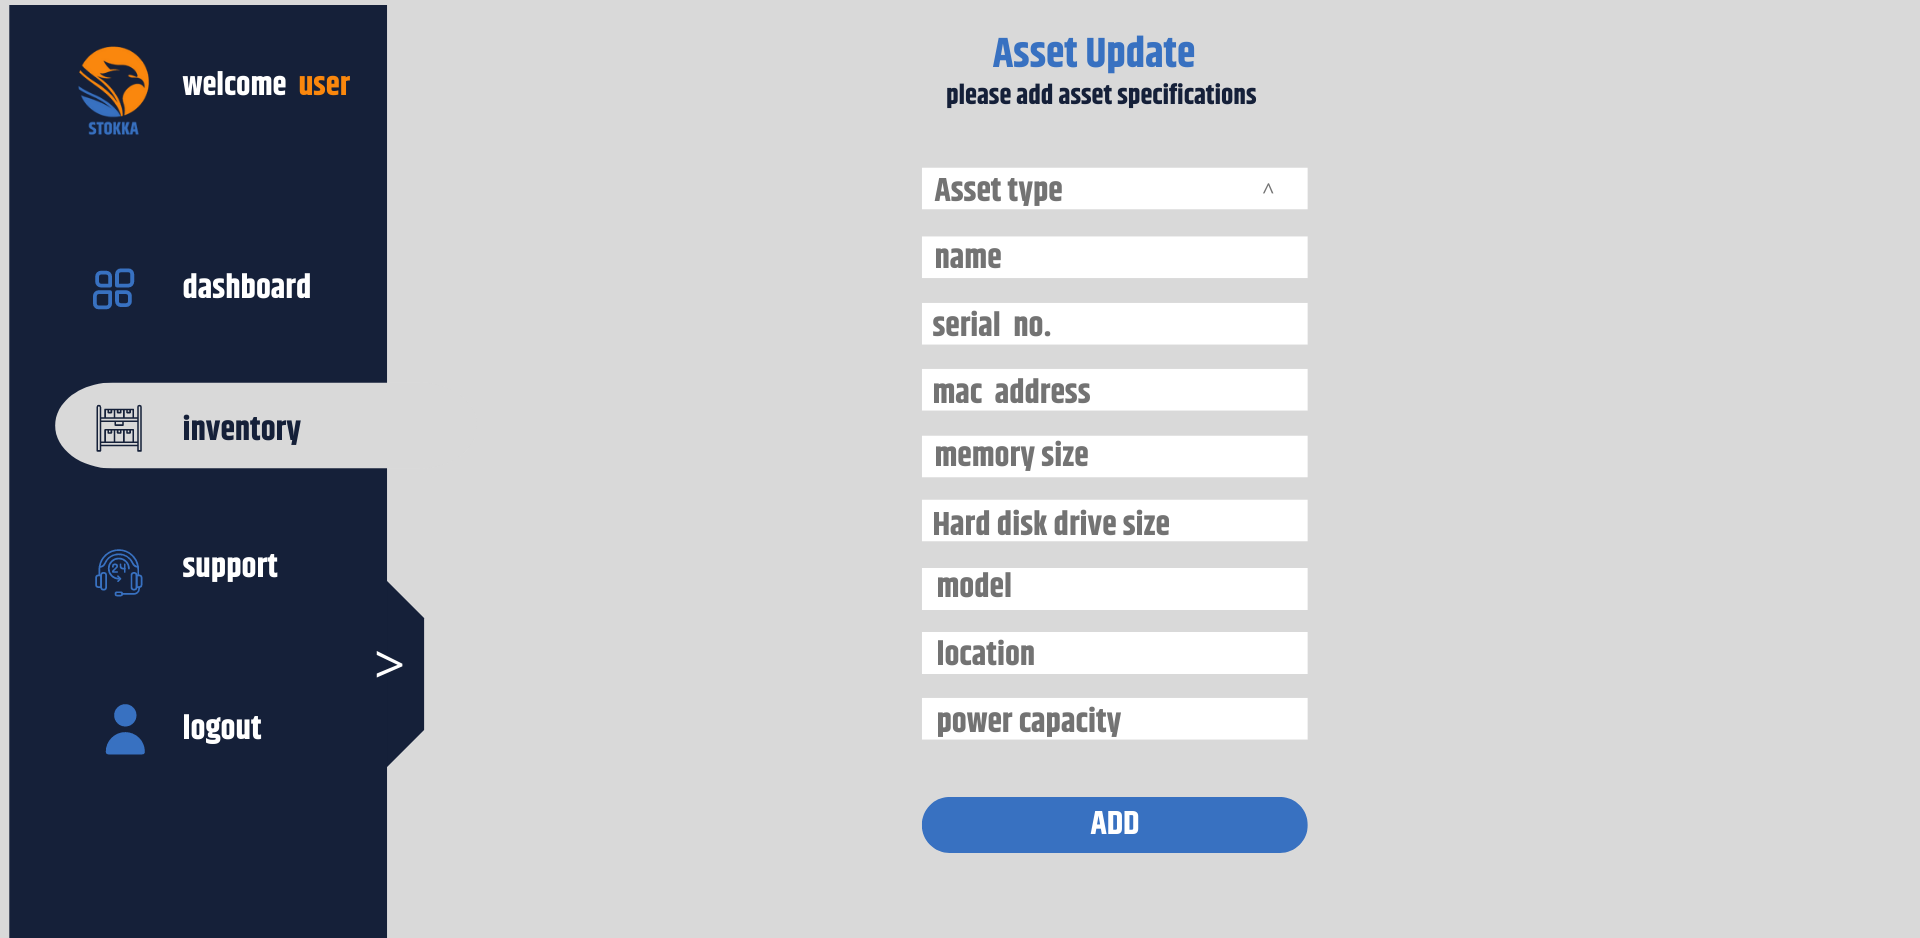 STOKKA
welcome user
dashboard
inventory
24
support
>
logout
Asset Update
please add asset specifications
Asset type ^
name
serial no.
mac address
memory size
Hard disk drive size
model
location
power capacity
ADD